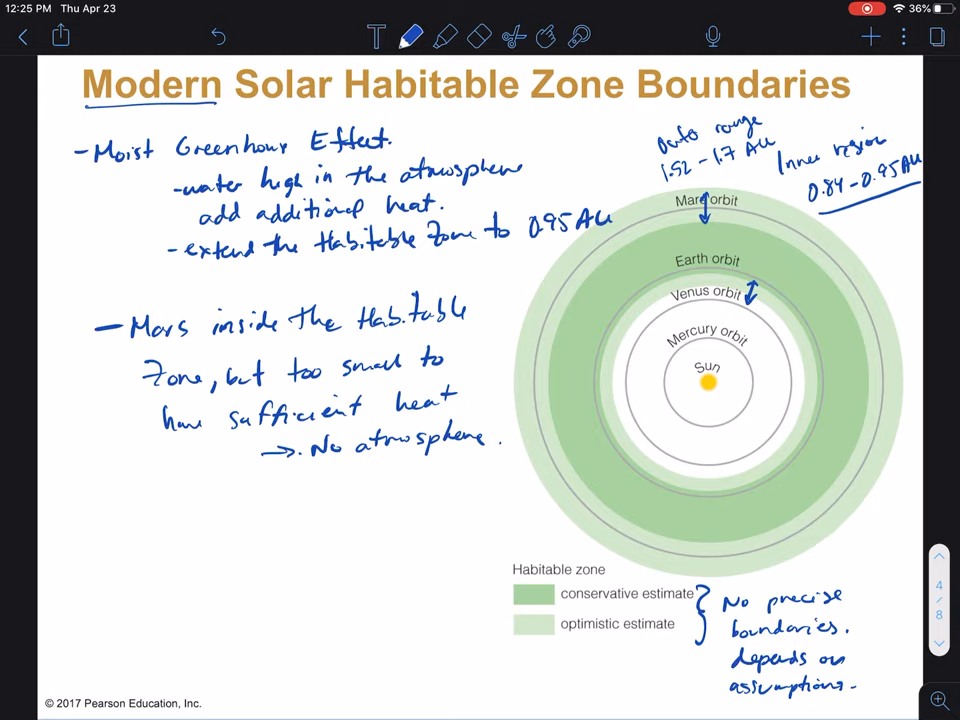 12:25 PM Thu Apr 23
36%
Modern Solar Habitable Zone Boundaries
- Moist Greenhouse Effect.
- water high in the atmosphere
add additional heat.
- extend the Habitable Zone to 0.95 AU
- Mars inside the Habitable
Zone, but too small to
have sufficient heat
→ No atmosphere.
range
1.52 - 1.7 AU
Inner region
0.84 - 0.95 AU
Mars orbit
Earth orbit
Venus orbit
Mercury orbit
Sun
Habitable zone
conservative estimate
optimistic estimate
No precise
boundaries.
depends on
assumptions.
4
/
8
© 2017 Pearson Education, Inc.